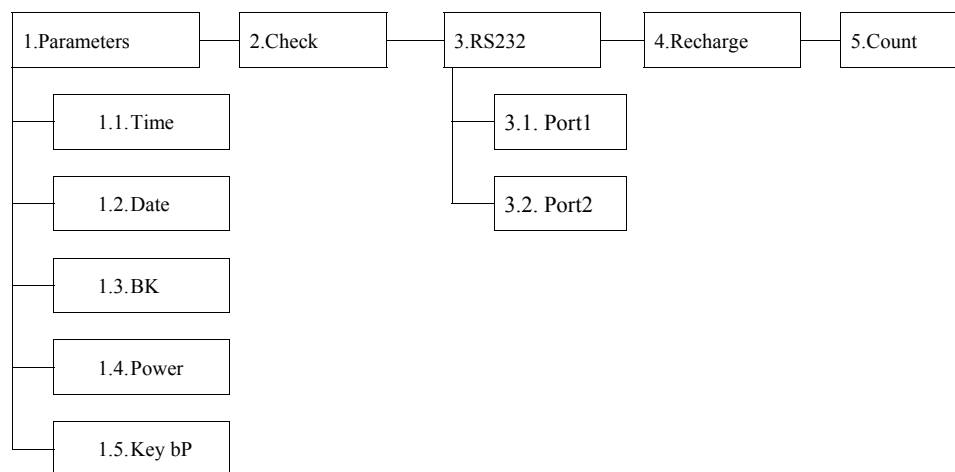 1.Parameters
2.Check
3.RS232
4.Recharge
5.Count
1.1.Time
3.1. Port1
1.2.Date
3.2. Port2
1.3.BK
1.4.Power
1.5.Key bP